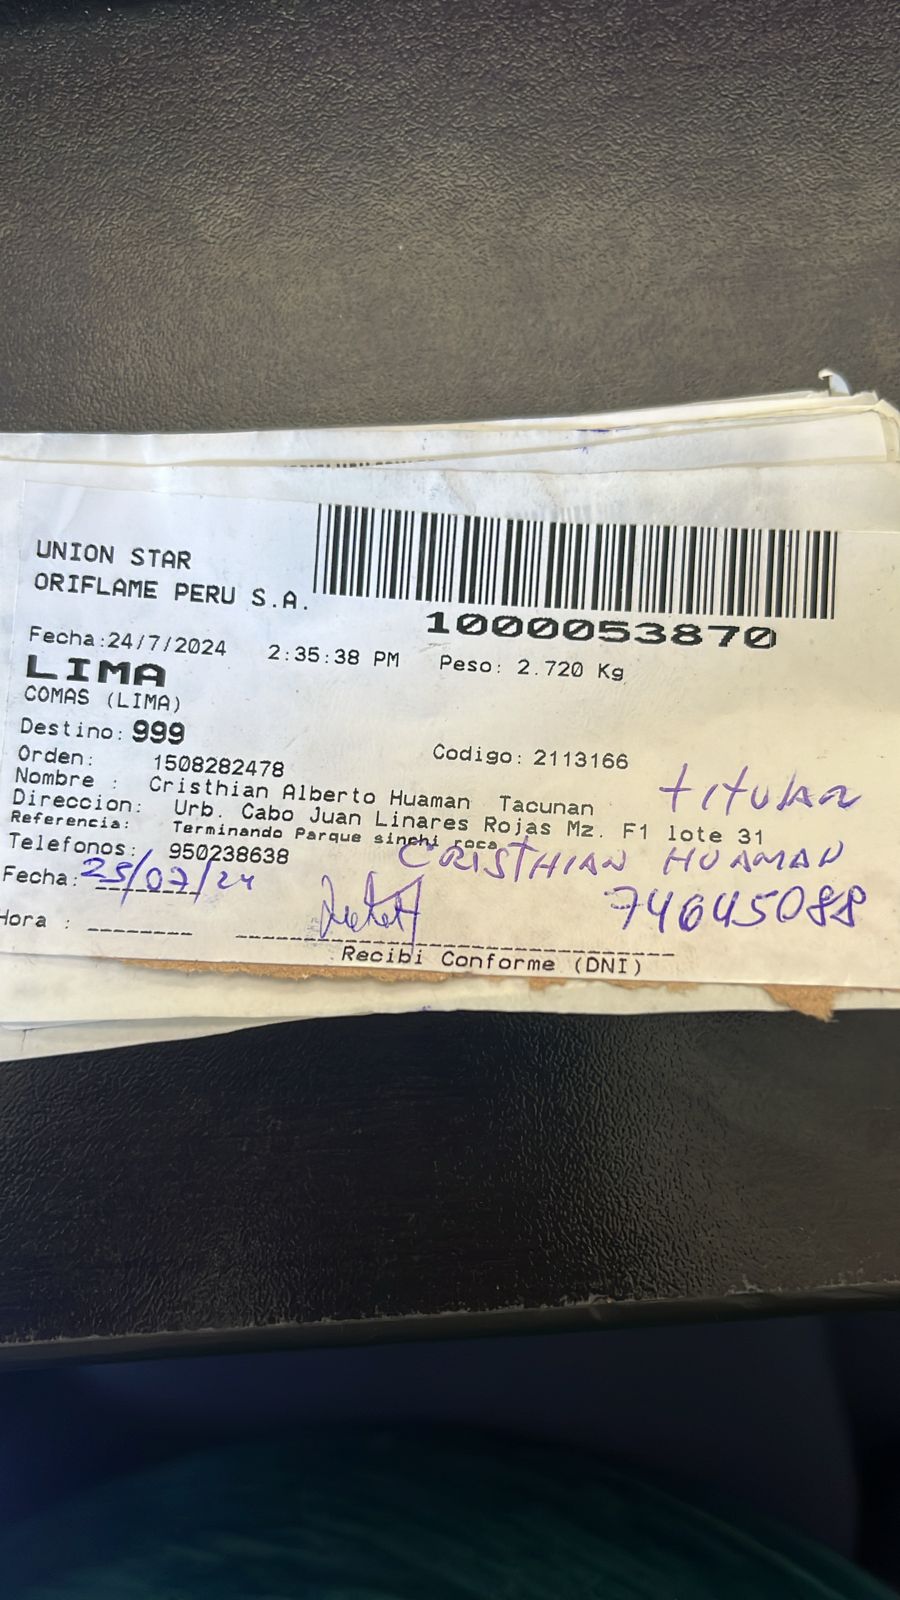 UNION STAR
ORIFLAME PERU S.A.
1000053870
Fecha:24/7/2024 2:35:38 PM Peso: 2.720 Kg
LIMA
COMAS (LIMA)
Destino: 999
Orden: 1508282478 Codigo: 2113166
Nombre : Cristhian Alberto Huaman Tacunan
titular
Direccion: Urb. Cabo Juan Linares Rojas Mz. F1 lote 31
Referencia: Terminando Parque sinchi roca
Telefonos: 950238638
CRISTHIAN HUAMAN
Fecha: 25/07/24
74645088
Hora :
Recibi Conforme (DNI)